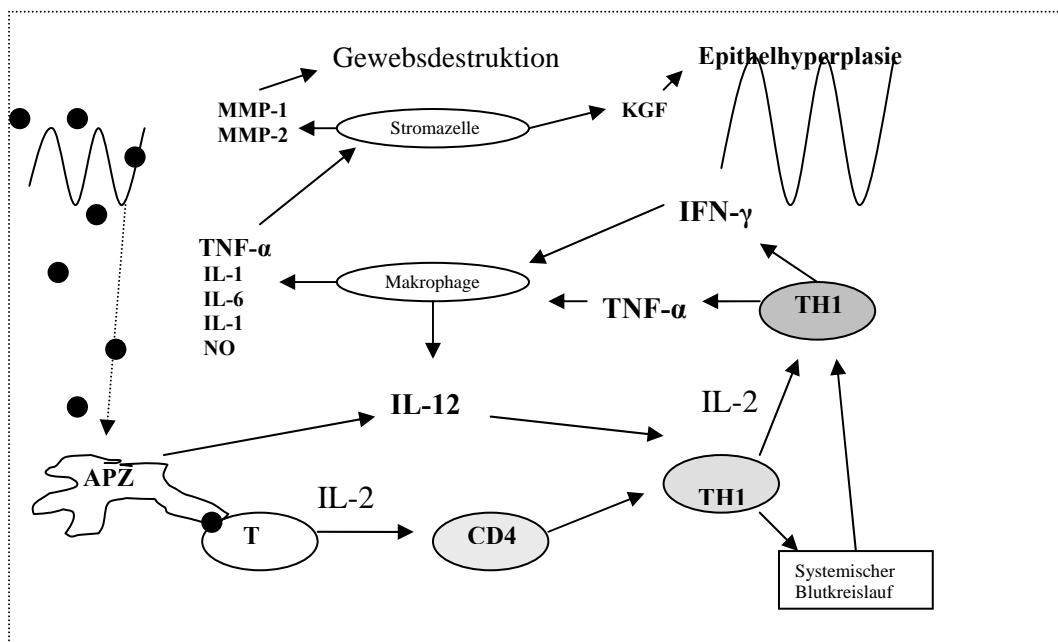 Gewebsdestruktion
Epithelhyperplasie
MMP-1
MMP-2
Stromazelle
KGF
IFN-γ
TNF-α
IL-1
IL-6
IL-1
NO
Makrophage
TNF-α
TH1
IL-12
IL-2
APZ
IL-2
T
CD4
TH1
Systemischer
Blutkreislauf